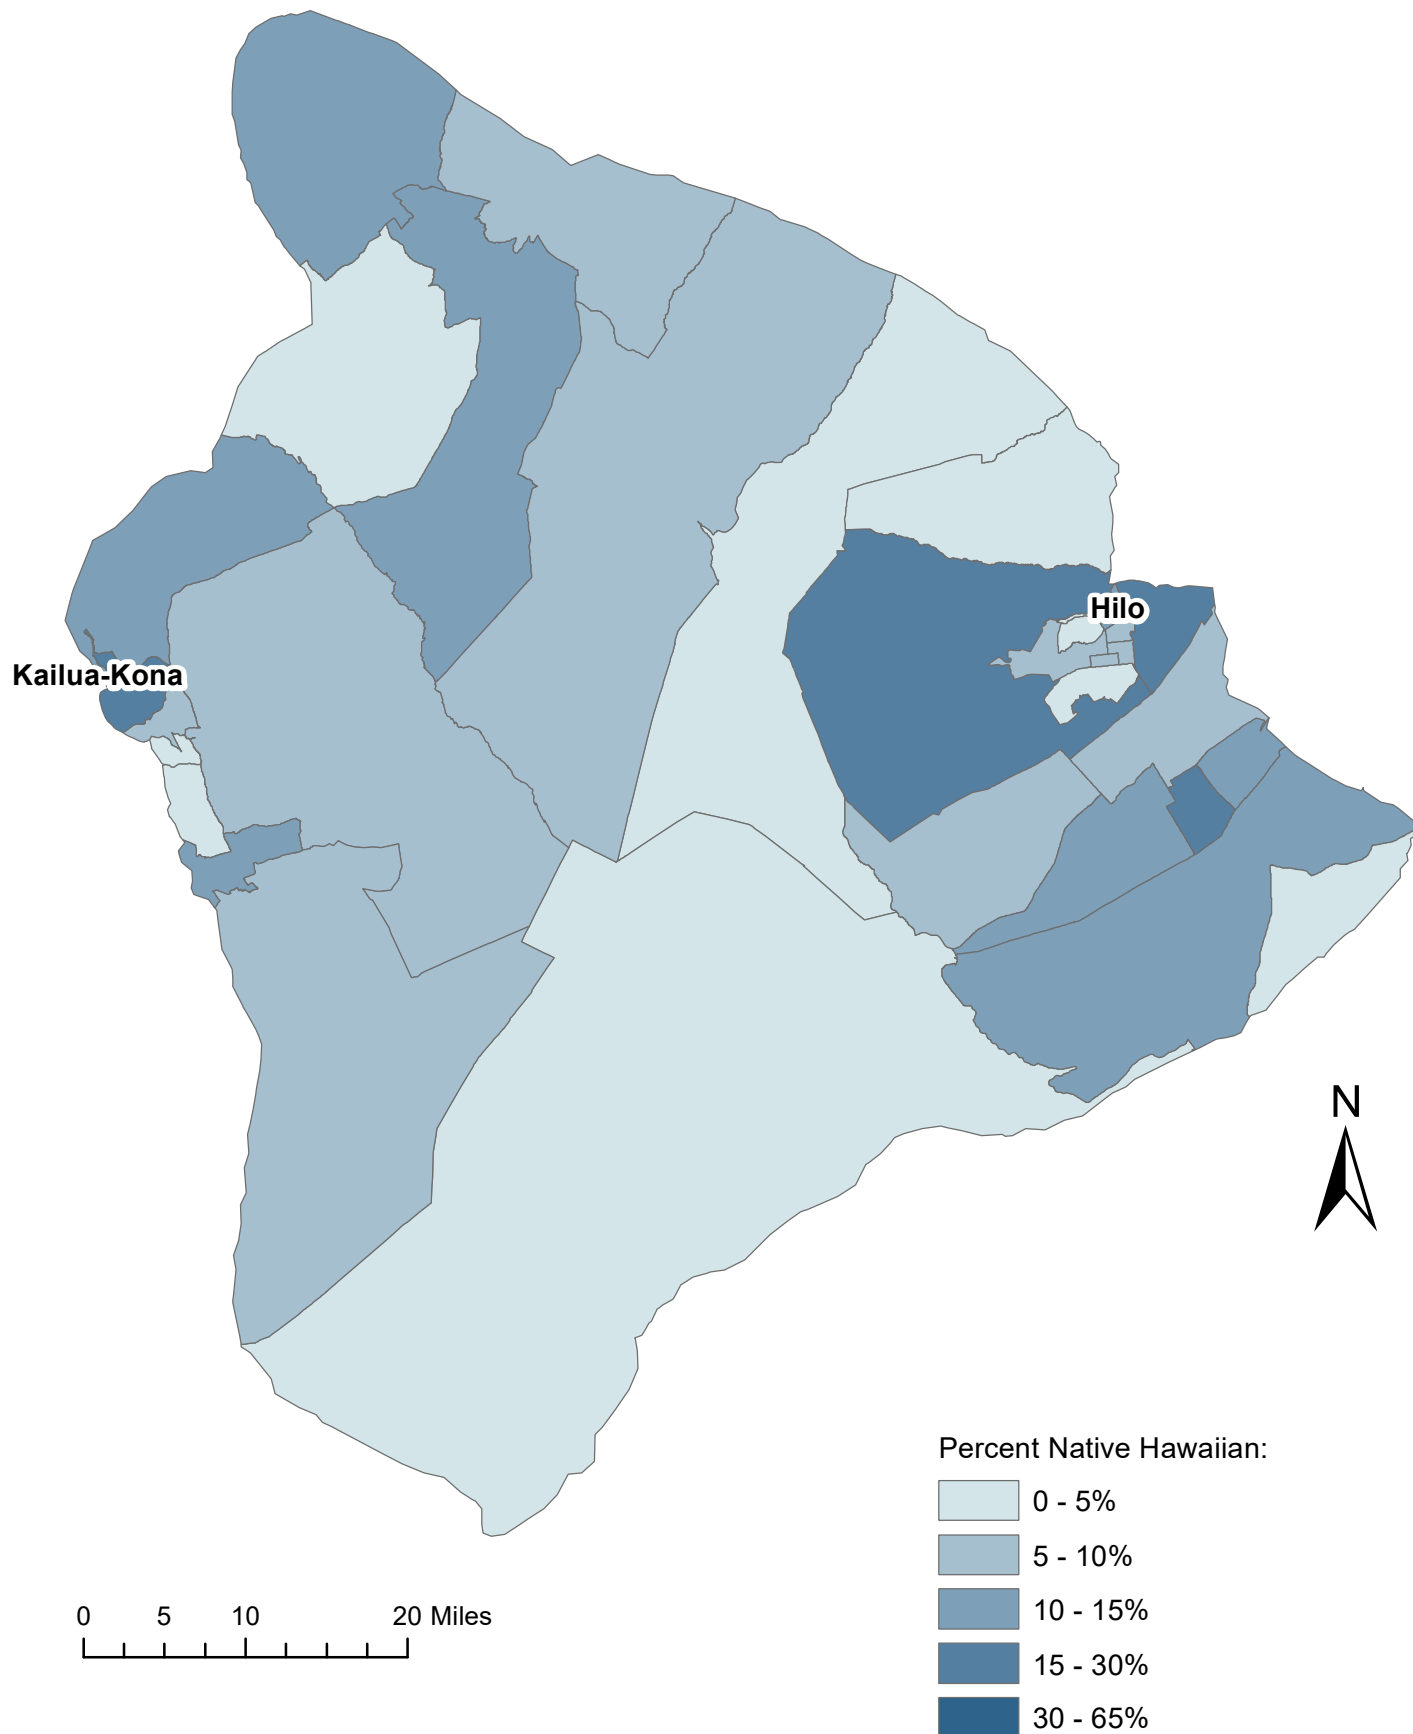 Hilo
Kailua-Kona
N
Percent Native Hawaiian:
0 - 5%
5 - 10%
10 - 15%
15 - 30%
30 - 65%
0 5 10 20 Miles